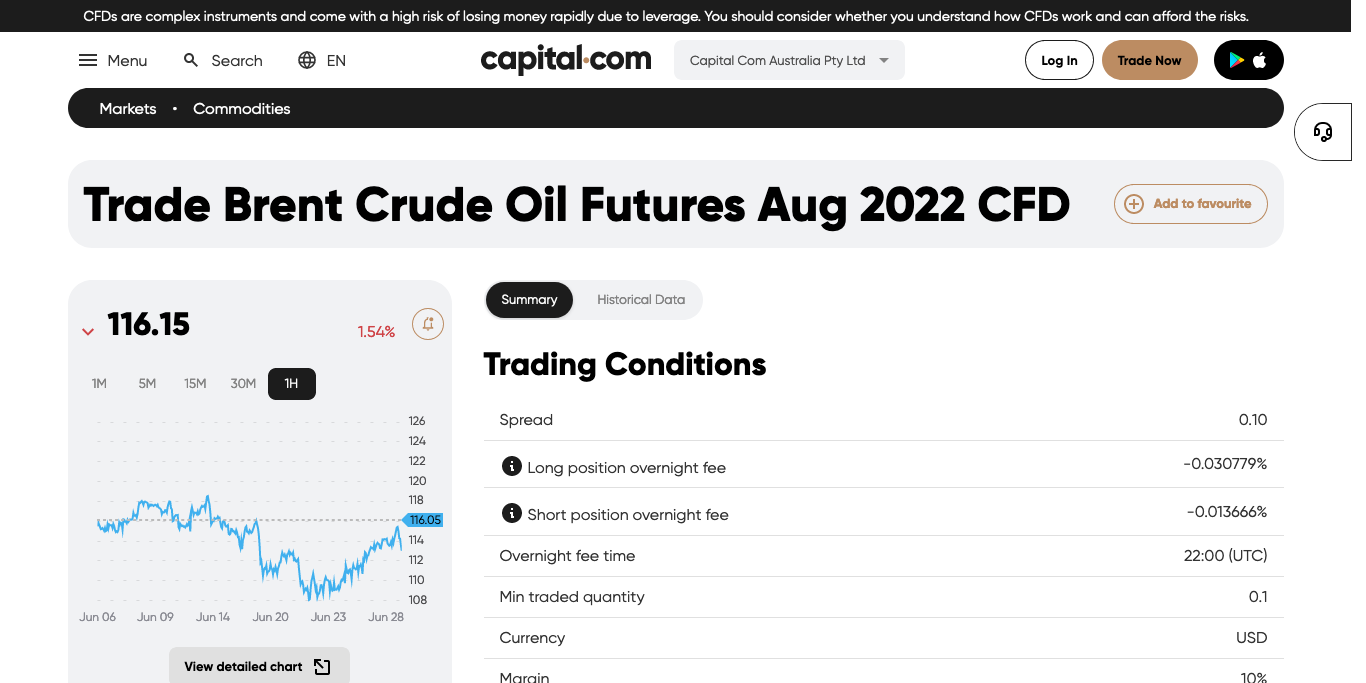 CFDs are complex instruments and come with a high risk of losing money rapidly due to leverage. You should consider whether you understand how CFDs work and can afford the risks.
Menu Search EN capital.com Capital Com Australia Pty Ltd Log In Trade Now
Markets • Commodities
Trade Brent Crude Oil Futures Aug 2022 CFD
Add to favourite
116.15
1.54%
1M 5M 15M 30M 1H
126
124
122
120
118
116.05
114
112
110
108
Jun 06 Jun 09 Jun 14 Jun 20 Jun 23 Jun 28
View detailed chart
Summary Historical Data
Trading Conditions
Spread 0.10
Long position overnight fee -0.030779%
Short position overnight fee -0.013666%
Overnight fee time 22:00 (UTC)
Min traded quantity 0.1
Currency USD
Margin 10%